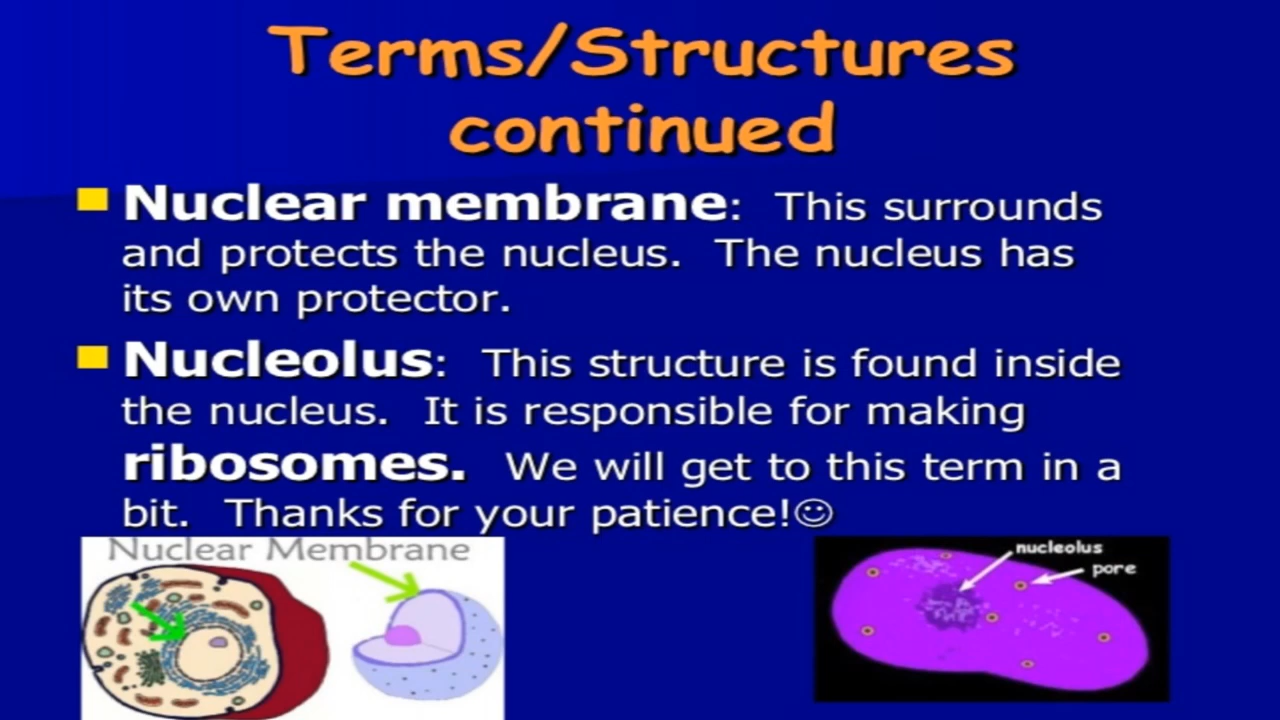 Terms/Structures
continued
Nuclear membrane: This surrounds
and protects the nucleus. The nucleus has
its own protector.
Nucleolus: This structure is found inside
the nucleus. It is responsible for making
ribosomes. We will get to this term in a
bit. Thanks for your patience!☺
Nuclear Membrane
nucleolus
pore